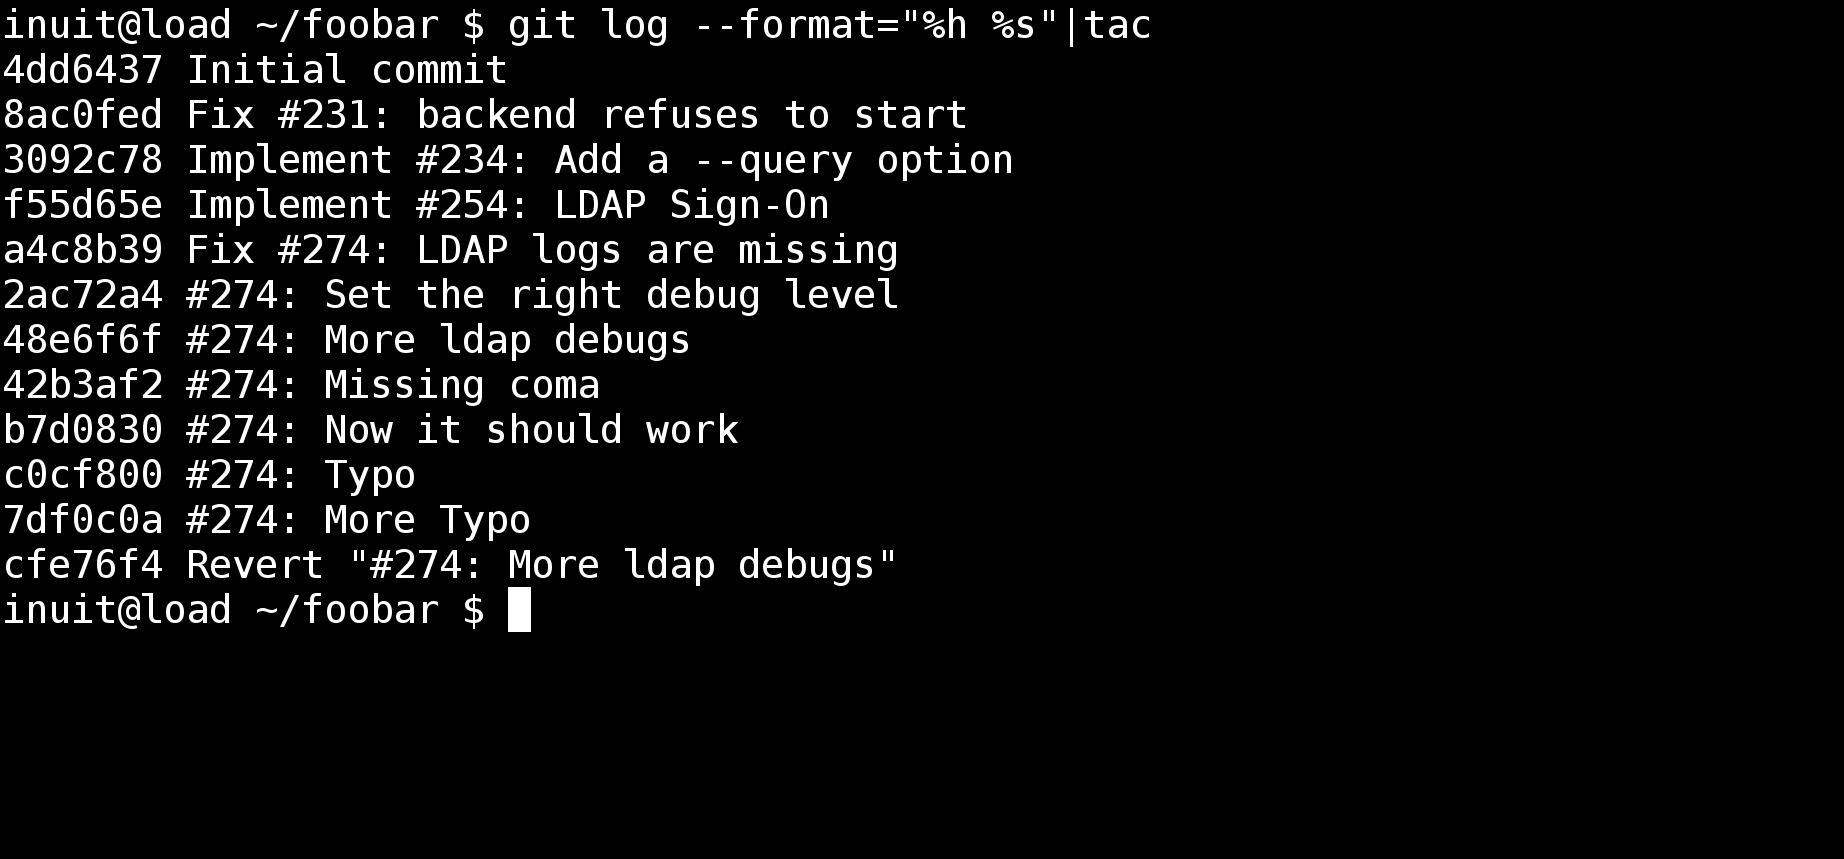 inuit@load ~/foobar $ git log --format="%h %s"|tac
4dd6437 Initial commit
8ac0fed Fix #231: backend refuses to start
3092c78 Implement #234: Add a --query option
f55d65e Implement #254: LDAP Sign-On
a4c8b39 Fix #274: LDAP logs are missing
2ac72a4 #274: Set the right debug level
48e6f6f #274: More ldap debugs
42b3af2 #274: Missing coma
b7d0830 #274: Now it should work
c0cf800 #274: Typo
7df0c0a #274: More Typo
cfe76f4 Revert "#274: More ldap debugs"
inuit@load ~/foobar $